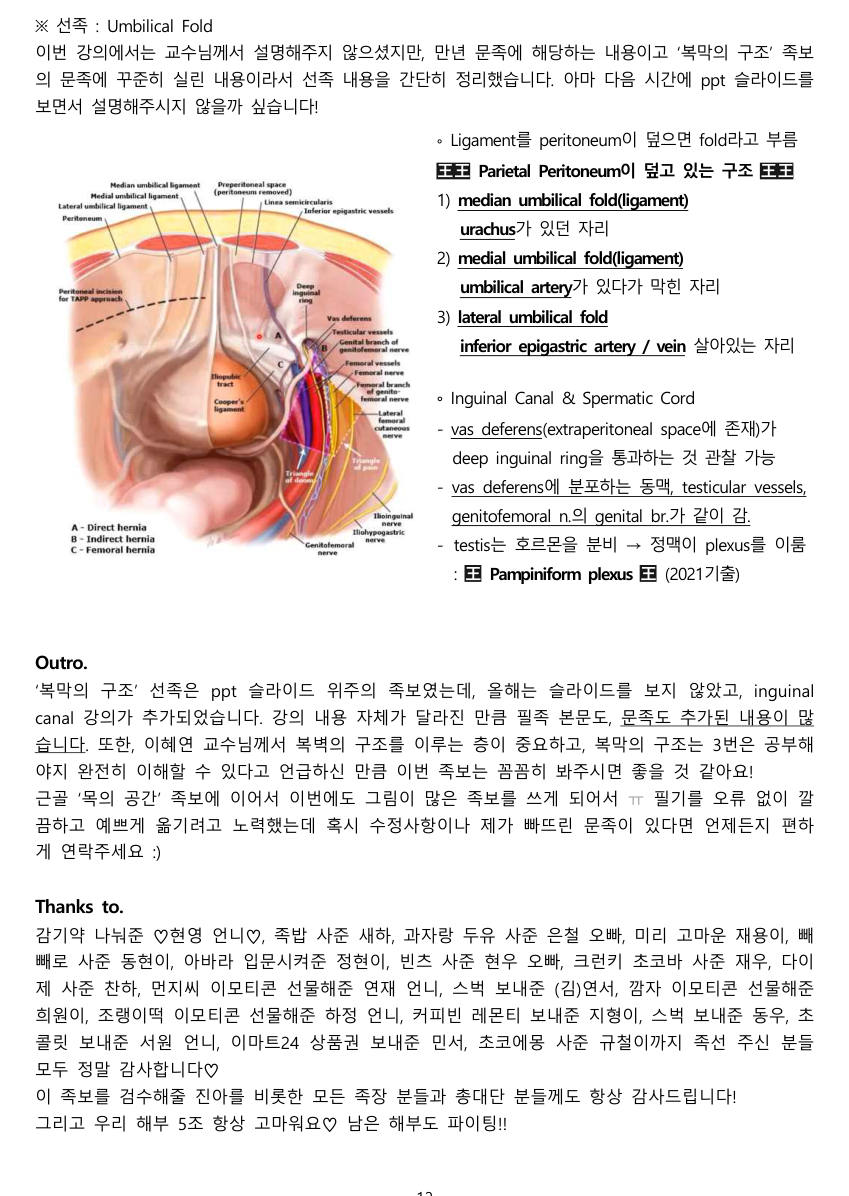 ※ 선족 : Umbilical Fold
이번 강의에서는 교수님께서 설명해주지 않으셨지만, 만년 문족에 해당하는 내용이고 ‘복막의 구조’ 족보
의 문족에 꾸준히 실린 내용이라서 선족 내용을 간단히 정리했습니다. 아마 다음 시간에 ppt 슬라이드를
보면서 설명해주시지 않을까 싶습니다!
Median umbilical ligament
Medial umbilical ligament
Lateral umbilical ligament
Peritoneum
Preperitoneal space
(peritoneum removed)
Linea semicircularis
Inferior epigastric vessels
Peritoneal incision
for TAPP approach
Deep
inguinal
ring
Vas deferens
Testicular vessels
Genital branch of
genitofemoral nerve
Femoral vessels
Femoral nerve
Femoral branch
of genito-
femoral nerve
Lateral
femoral
cutaneous
nerve
A
B
C
Iliopubic
tract
Cooper's
ligament
Triangle
of doom
Triangle
of pain
Ilioinguinal
nerve
Iliohypogastric
nerve
Genitofemoral
nerve
A - Direct hernia
B - Indirect hernia
C - Femoral hernia
∘ Ligament를 peritoneum이 덮으면 fold라고 부름
王王 Parietal Peritoneum이 덮고 있는 구조 王王
1) median umbilical fold(ligament)
urachus가 있던 자리
2) medial umbilical fold(ligament)
umbilical artery가 있다가 막힌 자리
3) lateral umbilical fold
inferior epigastric artery / vein 살아있는 자리
∘ Inguinal Canal & Spermatic Cord
- vas deferens(extraperitoneal space에 존재)가
deep inguinal ring을 통과하는 것 관찰 가능
- vas deferens에 분포하는 동맥, testicular vessels,
genitofemoral n.의 genital br.가 같이 감.
- testis는 호르몬을 분비 → 정맥이 plexus를 이룸
: 王 Pampiniform plexus 王 (2021기출)
Outro.
‘복막의 구조’ 선족은 ppt 슬라이드 위주의 족보였는데, 올해는 슬라이드를 보지 않았고, inguinal
canal 강의가 추가되었습니다. 강의 내용 자체가 달라진 만큼 필족 본문도, 문족도 추가된 내용이 많
습니다. 또한, 이혜연 교수님께서 복벽의 구조를 이루는 층이 중요하고, 복막의 구조는 3번은 공부해
야지 완전히 이해할 수 있다고 언급하신 만큼 이번 족보는 꼼꼼히 봐주시면 좋을 것 같아요!
근골 ‘목의 공간’ 족보에 이어서 이번에도 그림이 많은 족보를 쓰게 되어서 ㅠ 필기를 오류 없이 깔
끔하고 예쁘게 옮기려고 노력했는데 혹시 수정사항이나 제가 빠뜨린 문족이 있다면 언제든지 편하
게 연락주세요 :)
Thanks to.
감기약 나눠준 ♡현영 언니♡, 족밥 사준 새하, 과자랑 두유 사준 은철 오빠, 미리 고마운 재용이, 빼
빼로 사준 동현이, 아바라 입문시켜준 정현이, 빈츠 사준 현우 오빠, 크런키 초코바 사준 재우, 다이
제 사준 찬하, 먼지씨 이모티콘 선물해준 연재 언니, 스벅 보내준 (김)연서, 깜자 이모티콘 선물해준
희원이, 조랭이떡 이모티콘 선물해준 하정 언니, 커피빈 레몬티 보내준 지형이, 스벅 보내준 동우, 초
콜릿 보내준 서원 언니, 이마트24 상품권 보내준 민서, 초코에몽 사준 규철이까지 족선 주신 분들
모두 정말 감사합니다♡
이 족보를 검수해줄 진아를 비롯한 모든 족장 분들과 총대단 분들께도 항상 감사드립니다!
그리고 우리 해부 5조 항상 고마워요♡ 남은 해부도 파이팅!!